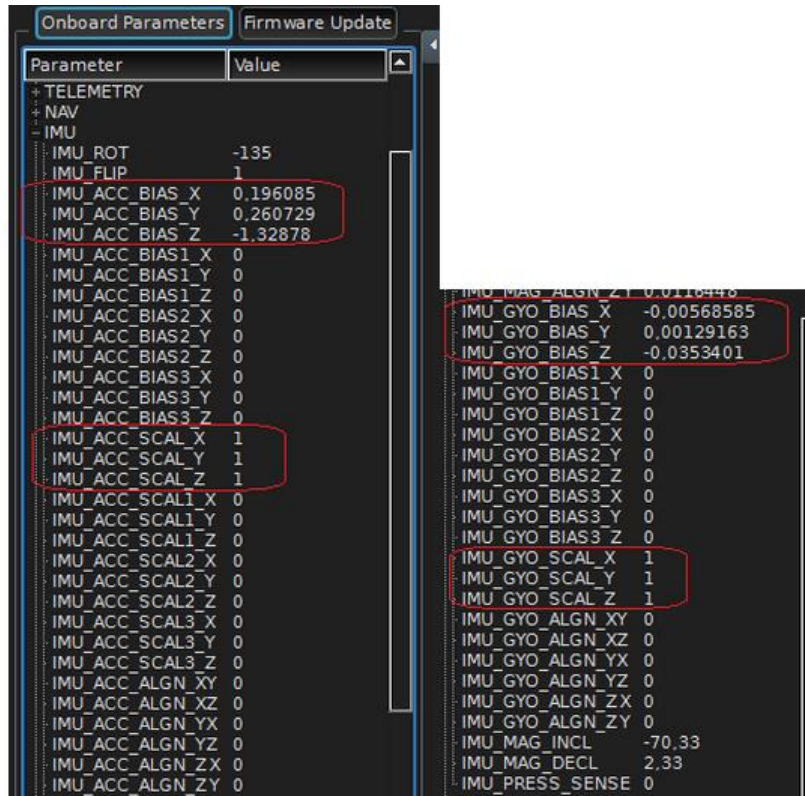 Onboard Parameters Firmware Update
Parameter Value
TELEMETRY
NAV
IMU
IMU_ROT -135
IMU_FLIP 1
IMU_ACC_BIAS_X 0,196085
IMU_ACC_BIAS_Y 0,260729
IMU_ACC_BIAS_Z -1,32878
IMU_ACC_BIAS1_X 0
IMU_ACC_BIAS1_Y 0
IMU_ACC_BIAS1_Z 0
IMU_ACC_BIAS2_X 0
IMU_ACC_BIAS2_Y 0
IMU_ACC_BIAS2_Z 0
IMU_ACC_BIAS3_X 0
IMU_ACC_BIAS3_Y 0
IMU_ACC_BIAS3_Z 0
IMU_ACC_SCAL_X 1
IMU_ACC_SCAL_Y 1
IMU_ACC_SCAL_Z 1
IMU_ACC_SCAL1_X 0
IMU_ACC_SCAL1_Y 0
IMU_ACC_SCAL1_Z 0
IMU_ACC_SCAL2_X 0
IMU_ACC_SCAL2_Y 0
IMU_ACC_SCAL2_Z 0
IMU_ACC_SCAL3_X 0
IMU_ACC_SCAL3_Y 0
IMU_ACC_SCAL3_Z 0
IMU_ACC_ALGN_XY 0
IMU_ACC_ALGN_XZ 0
IMU_ACC_ALGN_YX 0
IMU_ACC_ALGN_YZ 0
IMU_ACC_ALGN_ZX 0
IMU_ACC_ALGN_ZY 0
IMU_MAG_ALGN_ZY 0,0116448
IMU_GYO_BIAS_X -0,00568585
IMU_GYO_BIAS_Y 0,00129163
IMU_GYO_BIAS_Z -0,0353401
IMU_GYO_BIAS1_X 0
IMU_GYO_BIAS1_Y 0
IMU_GYO_BIAS1_Z 0
IMU_GYO_BIAS2_X 0
IMU_GYO_BIAS2_Y 0
IMU_GYO_BIAS2_Z 0
IMU_GYO_BIAS3_X 0
IMU_GYO_BIAS3_Y 0
IMU_GYO_BIAS3_Z 0
IMU_GYO_SCAL_X 1
IMU_GYO_SCAL_Y 1
IMU_GYO_SCAL_Z 1
IMU_GYO_ALGN_XY 0
IMU_GYO_ALGN_XZ 0
IMU_GYO_ALGN_YX 0
IMU_GYO_ALGN_YZ 0
IMU_GYO_ALGN_ZX 0
IMU_GYO_ALGN_ZY 0
IMU_MAG_INCL -70,33
IMU_MAG_DECL 2,33
IMU_PRESS_SENSE 0